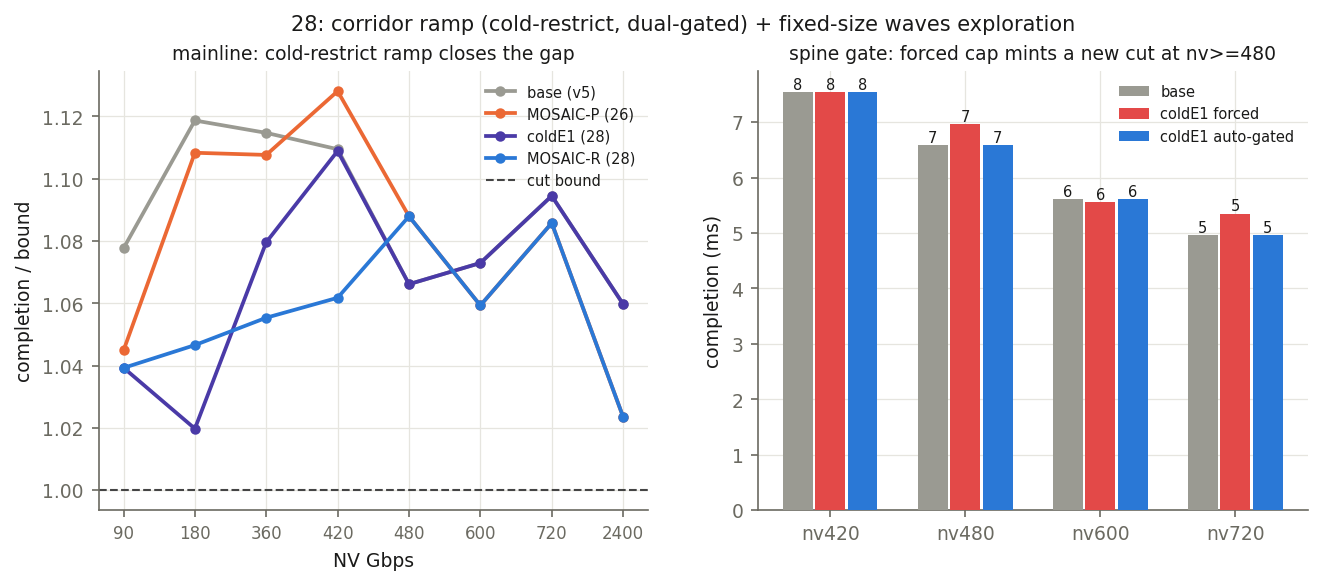 28: corridor ramp (cold-restrict, dual-gated) + fixed-size waves exploration
mainline: cold-restrict ramp closes the gap
completion / bound
1.12
1.10
1.08
1.06
1.04
1.02
1.00
base (v5)
MOSAIC-P (26)
coldE1 (28)
MOSAIC-R (28)
cut bound
90 180 360 420 480 600 720 2400
NV Gbps
spine gate: forced cap mints a new cut at nv>=480
completion (ms)
7
6
5
4
3
2
1
0
base
coldE1 forced
coldE1 auto-gated
8 8 8
7 7 7
6 6 6
5 5 5
nv420 nv480 nv600 nv720